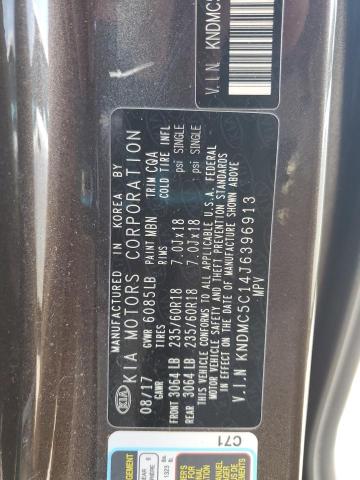 V.I.N KNDMC5
MANUFACTURED IN KOREA BY
KIA KIA MOTORS CORPORATION
08/17 GVWR 6085LB PAINT MBN TRIM CQA
GAWR TIRES RIMS COLD TIRE INFL
FRONT 3064 LB 235/60R18 7.0Jx18 psi SINGLE
REAR 3064 LB 235/60R18 7.0Jx18 psi SINGLE
THIS VEHICLE CONFORMS TO ALL APPLICABLE U.S.A. FEDERAL
MOTOR VEHICLE SAFETY AND THEFT PREVENTION STANDARDS
IN EFFECT ON THE DATE OF MANUFACTURE SHOWN ABOVE
V.I.N KNDMC5C14J6396913
MPV
C71